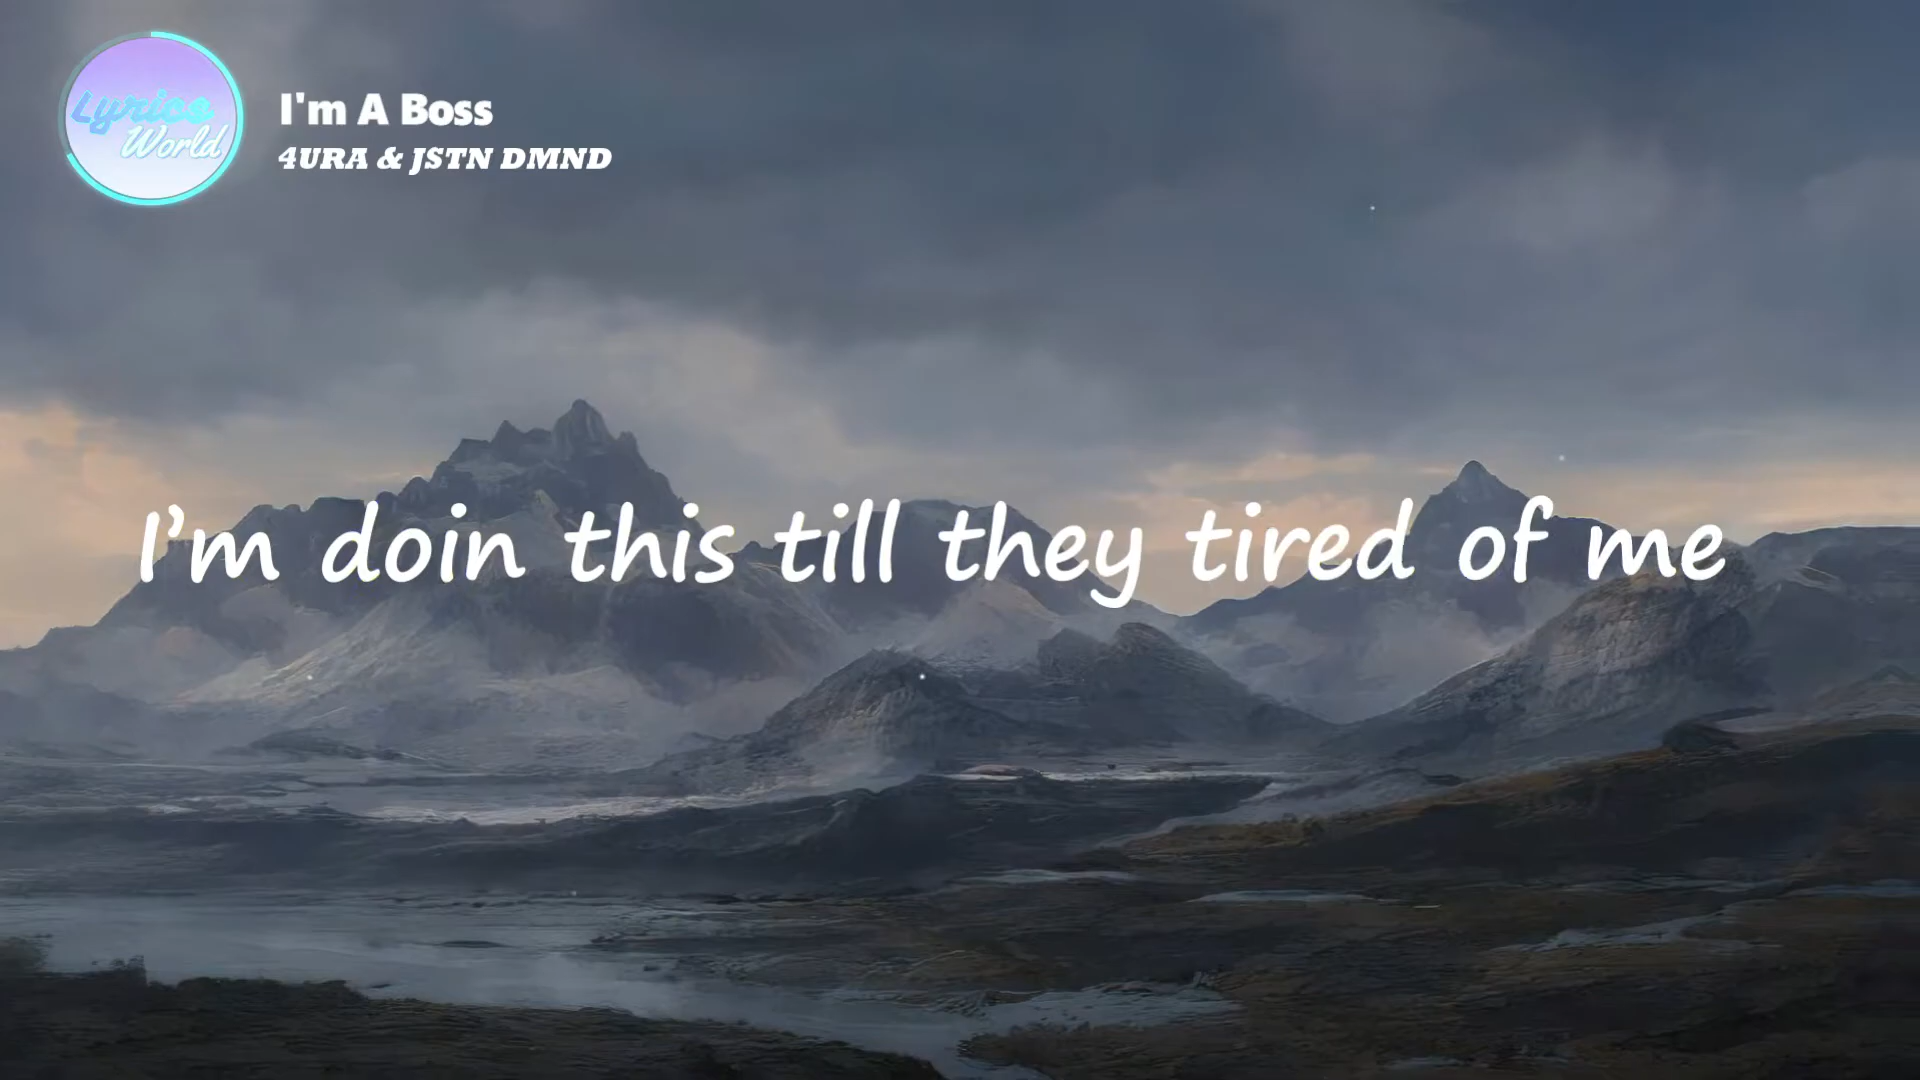 Lyrics
World
I'm A Boss
4URA & JSTN DMND
I’m doin this till they tired of me